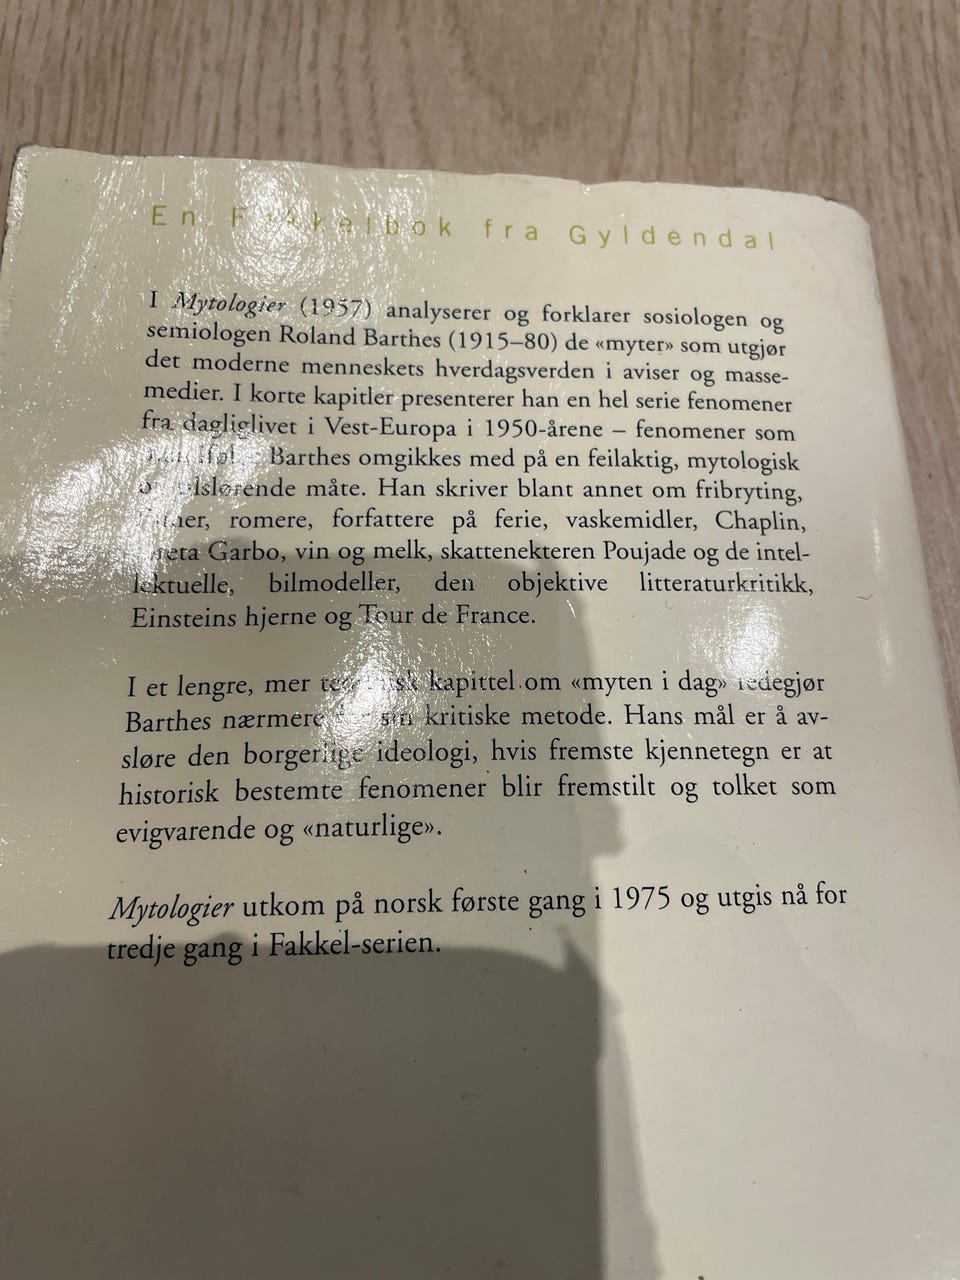 En Fakkelbok fra Gyldendal
I Mytologier (1957) analyserer og forklarer sosiologen og
semiologen Roland Barthes (1915–80) de «myter» som utgjør
det moderne menneskets hverdagsverden i aviser og masse-
medier. I korte kapitler presenterer han en hel serie fenomener
fra dagliglivet i Vest-Europa i 1950-årene – fenomener som
Barthes omgikkes med på en feilaktig, mytologisk
måte. Han skriver blant annet om fribryting,
romere, forfattere på ferie, vaskemidler, Chaplin,
Greta Garbo, vin og melk, skattenekteren Poujade og de intel-
lektuelle, bilmodeller, den objektive litteraturkritikk,
Einsteins hjerne og Tour de France.
I et lengre, mer teoretisk kapittel om «myten i dag» redegjør
Barthes nærmere for sin kritiske metode. Hans mål er å av-
sløre den borgerlige ideologi, hvis fremste kjennetegn er at
historisk bestemte fenomener blir fremstilt og tolket som
evigvarende og «naturlige».
Mytologier utkom på norsk første gang i 1975 og utgis nå for
tredje gang i Fakkel-serien.